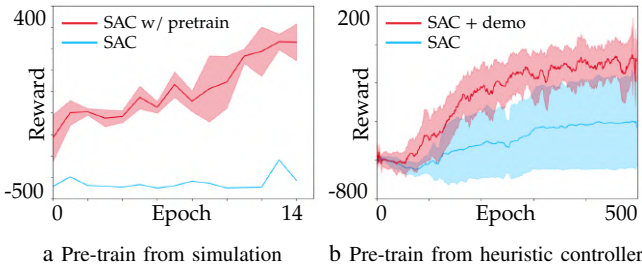 400
SAC w/ pretrain
SAC
Reward
-500
0
Epoch
14
a Pre-train from simulation
200
SAC + demo
SAC
Reward
-800
0
Epoch
500
b Pre-train from heuristic controller